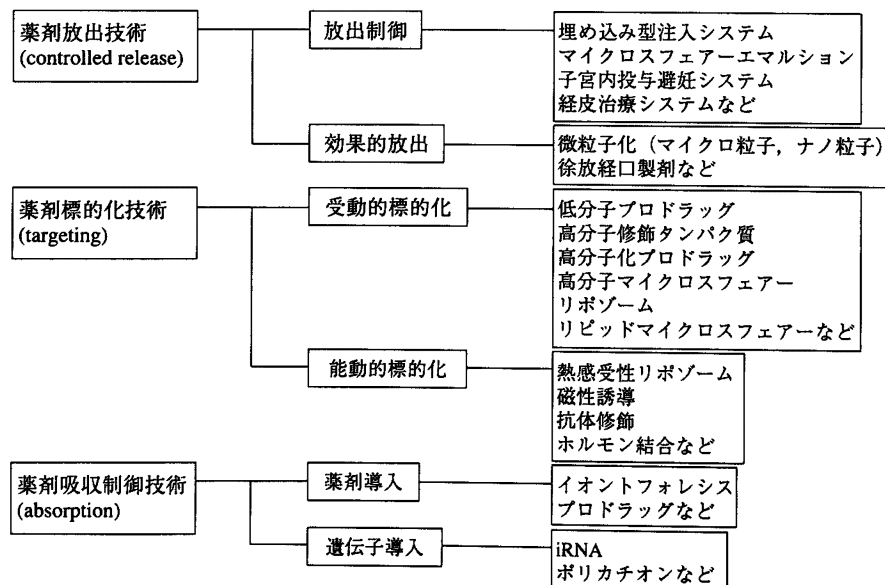 薬剤放出技術
(controlled release)
放出制御
埋め込み型注入システム
マイクロスフェアーエマルション
子宮内投与避妊システム
経皮治療システムなど
効果的放出
微粒子化（マイクロ粒子，ナノ粒子）
徐放経口製剤など
薬剤標的化技術
(targeting)
受動的標的化
低分子プロドラッグ
高分子修飾タンパク質
高分子化プロドラッグ
高分子マイクロスフェアー
リポゾーム
リピッドマイクロスフェアーなど
能動的標的化
熱感受性リポゾーム
磁性誘導
抗体修飾
ホルモン結合など
薬剤吸収制御技術
(absorption)
薬剤導入
イオントフォレシス
プロドラッグなど
遺伝子導入
iRNA
ポリカチオンなど